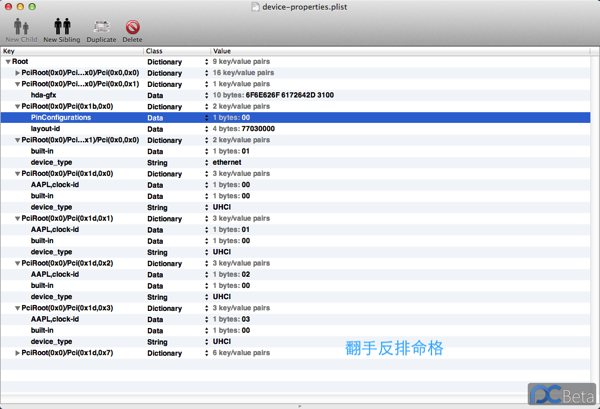 device-properties.plist
New Child New Sibling Duplicate Delete
Key Class Value
Root Dictionary 9 key/value pairs
PciRoot(0x0)/Pci...x0)/Pci(0x0,0x0) Dictionary 16 key/value pairs
PciRoot(0x0)/Pci...x0)/Pci(0x0,0x1) Dictionary 1 key/value pairs
hda-gfx Data 10 bytes: 6F6E626F 6172642D 3100
PciRoot(0x0)/Pci(0x1b,0x0) Dictionary 2 key/value pairs
PinConfigurations Data 1 bytes: 00
layout-id Data 4 bytes: 77030000
PciRoot(0x0)/Pci...x1)/Pci(0x0,0x0) Dictionary 2 key/value pairs
built-in Data 1 bytes: 01
device_type String ethernet
PciRoot(0x0)/Pci(0x1d,0x0) Dictionary 3 key/value pairs
AAPL,clock-id Data 1 bytes: 00
built-in Data 1 bytes: 00
device_type String UHCI
PciRoot(0x0)/Pci(0x1d,0x1) Dictionary 3 key/value pairs
AAPL,clock-id Data 1 bytes: 01
built-in Data 1 bytes: 00
device_type String UHCI
PciRoot(0x0)/Pci(0x1d,0x2) Dictionary 3 key/value pairs
AAPL,clock-id Data 1 bytes: 02
built-in Data 1 bytes: 00
device_type String UHCI
PciRoot(0x0)/Pci(0x1d,0x3) Dictionary 3 key/value pairs
AAPL,clock-id Data 1 bytes: 03
built-in Data 1 bytes: 00
device_type String UHCI
PciRoot(0x0)/Pci(0x1d,0x7) Dictionary 6 key/value pairs
翻手反排命格
PCBeta